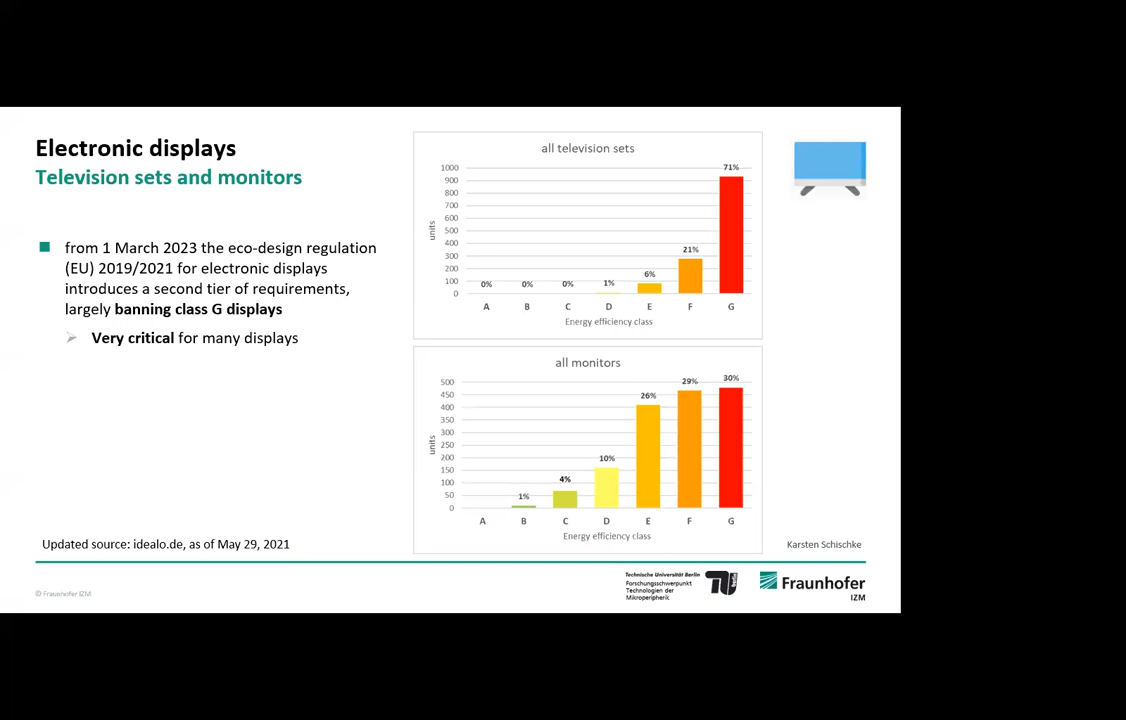 Electronic displays
Television sets and monitors
from 1 March 2023 the eco-design regulation
(EU) 2019/2021 for electronic displays
introduces a second tier of requirements,
largely banning class G displays
Very critical for many displays
Updated source: idealo.de, as of May 29, 2021
all television sets
1000
900
800
700
600
500
400
300
200
100
0
units
0%
0%
0%
1%
6%
21%
71%
A B C D E F G
Energy efficiency class
all monitors
500
450
400
350
300
250
200
150
100
50
0
units
1%
4%
10%
26%
29%
30%
A B C D E F G
Energy efficiency class
Karsten Schischke
© Fraunhofer IZM
Technische Universität Berlin
Forschungsschwerpunkt
Technologien der
Mikroperipherik
berlin
Fraunhofer
IZM